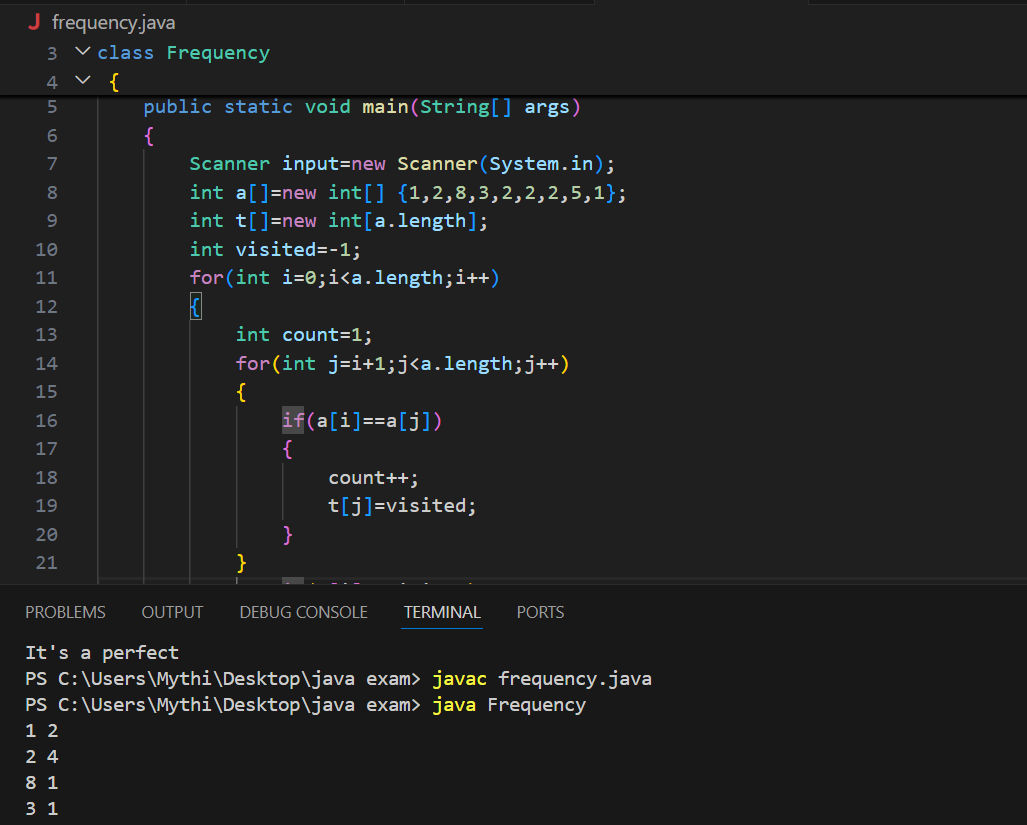 J frequency.java
3 class Frequency
4 {
5 public static void main(String[] args)
6 {
7 Scanner input=new Scanner(System.in);
8 int a[]=new int[] {1,2,8,3,2,2,2,5,1};
9 int t[]=new int[a.length];
10 int visited=-1;
11 for(int i=0;i<a.length;i++)
12 {
13 int count=1;
14 for(int j=i+1;j<a.length;j++)
15 {
16 if(a[i]==a[j])
17 {
18 count++;
19 t[j]=visited;
20 }
21 }
PROBLEMS OUTPUT DEBUG CONSOLE TERMINAL PORTS
It's a perfect
PS C:\Users\Mythi\Desktop\java exam> javac frequency.java
PS C:\Users\Mythi\Desktop\java exam> java Frequency
1 2
2 4
8 1
3 1